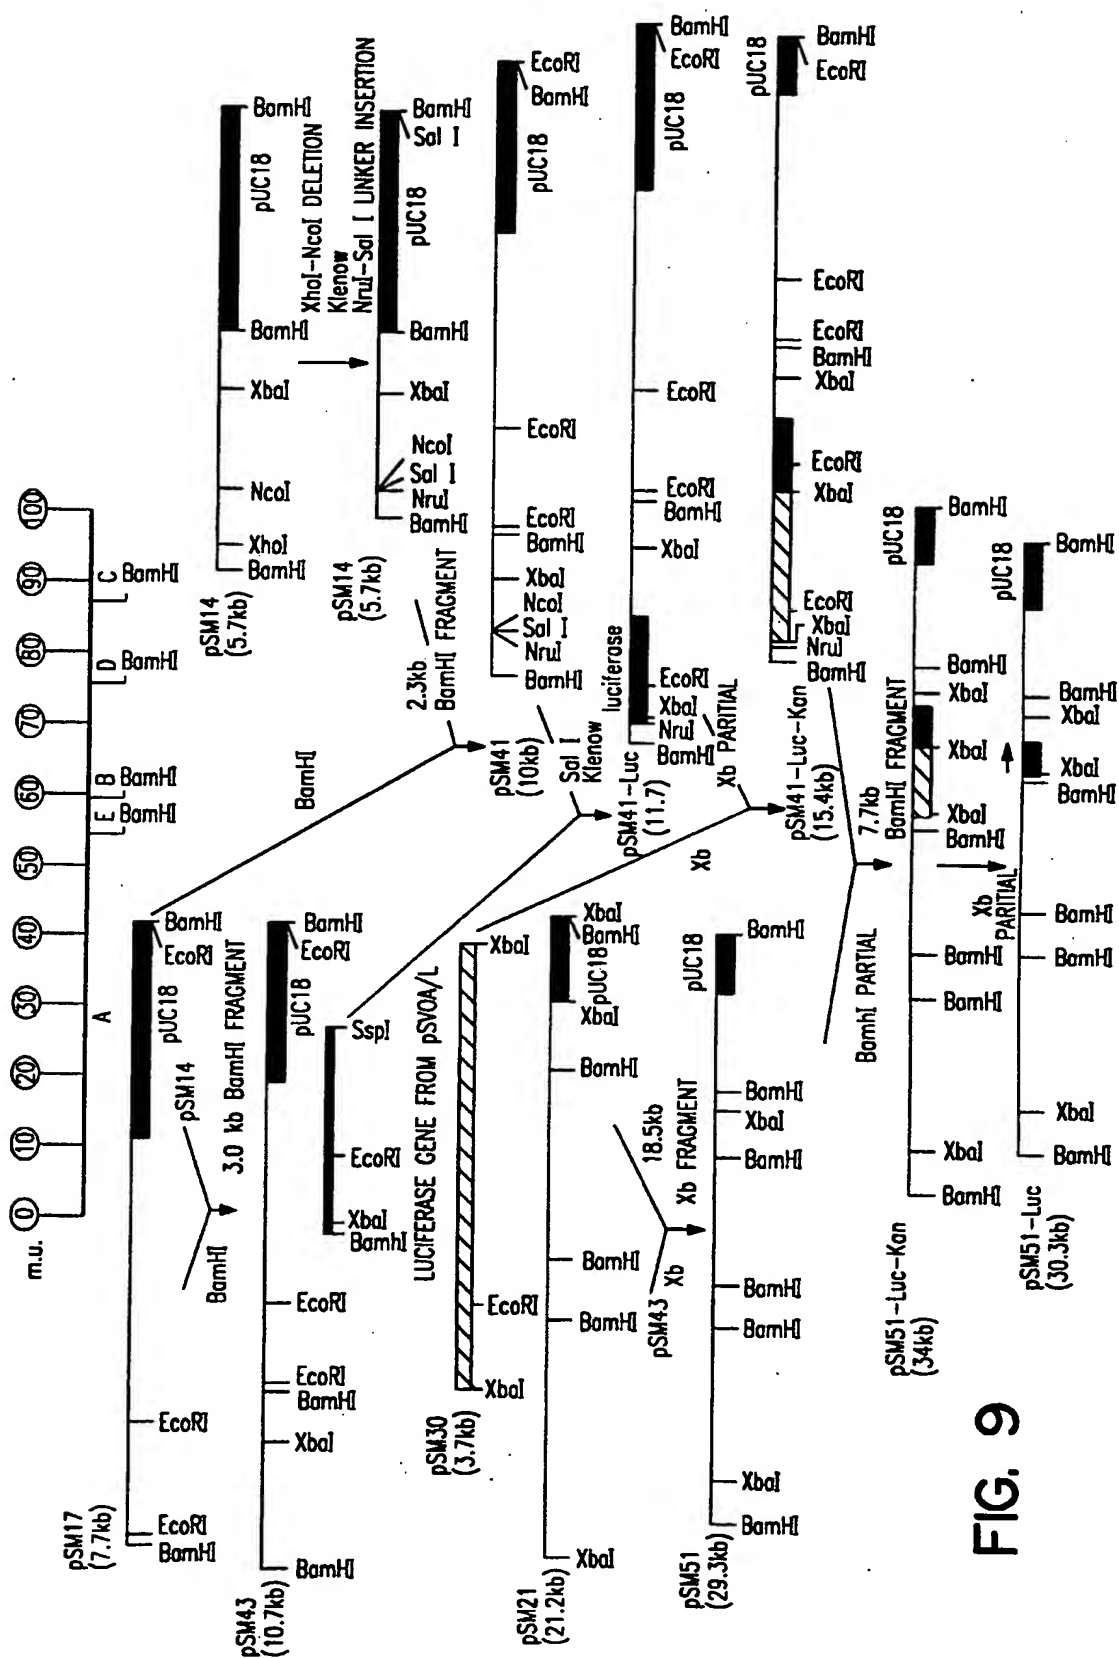 m.u.
0 10 20 30 40 50 60 70 80 90 100
A
E
B
D
C
BamHI
BamHI
BamHI
BamHI
pSM17
(7.7kb)
BamHI
EcoRI
EcoRI
pUC18
EcoRI
BamHI
BamHI
pSM14
3.0 kb BamHI FRAGMENT
pSM43
(10.7kb)
BamHI
XbaI
BamHI
EcoRI
EcoRI
pUC18
EcoRI
BamHI
BamhI
XbaI
EcoRI
SspI
LUCIFERASE GENE FROM pSVOA/L
pSM30
(3.7kb)
XbaI
EcoRI
XbaI
pSM21
(21.2kb)
XbaI
BamHI
BamHI
BamHI
XbaI
pUC18
BamHI
XbaI
pSM43
Xb
18.5kb
Xb FRAGMENT
pSM51
(29.3kb)
BamHI
XbaI
BamHI
BamHI
BamHI
XbaI
BamHI
pUC18
BamHI
pSM14
(5.7kb)
BamHI
XhoI
NcoI
XbaI
BamHI
pUC18
BamHI
XhoI-NcoI DELETION
Klenow
NruI-Sal I LINKER INSERTION
pSM14
(5.7kb)
BamHI
NruI
Sal I
NcoI
XbaI
BamHI
pUC18
Sal I
BamHI
BamHI
2.3kb
BamHI FRAGMENT
pSM41
(10kb)
BamHI
NruI
Sal I
NcoI
XbaI
BamHI
EcoRI
EcoRI
pUC18
BamHI
EcoRI
Sal I
Klenow
pSM41-Luc
(11.7)
luciferase
BamHI
NruI
XbaI
EcoRI
XbaI
BamHI
EcoRI
EcoRI
pUC18
EcoRI
BamHI
Xb
Xb PARITIAL
pSM41-Luc-Kan
(15.4kb)
BamHI
NruI
XbaI
EcoRI
XbaI
EcoRI
XbaI
BamHI
EcoRI
EcoRI
pUC18
EcoRI
BamHI
BamhI PARTIAL
7.7kb
BamHI FRAGMENT
pSM51-Luc-Kan
(34kb)
BamHI
XbaI
BamHI
BamHI
BamHI
XbaI
XbaI
XbaI
BamHI
pUC18
BamHI
Xb
PARITIAL
pSM51-Luc
(30.3kb)
BamHI
XbaI
BamHI
BamHI
BamHI
XbaI
XbaI
BamHI
pUC18
BamHI
FIG. 9